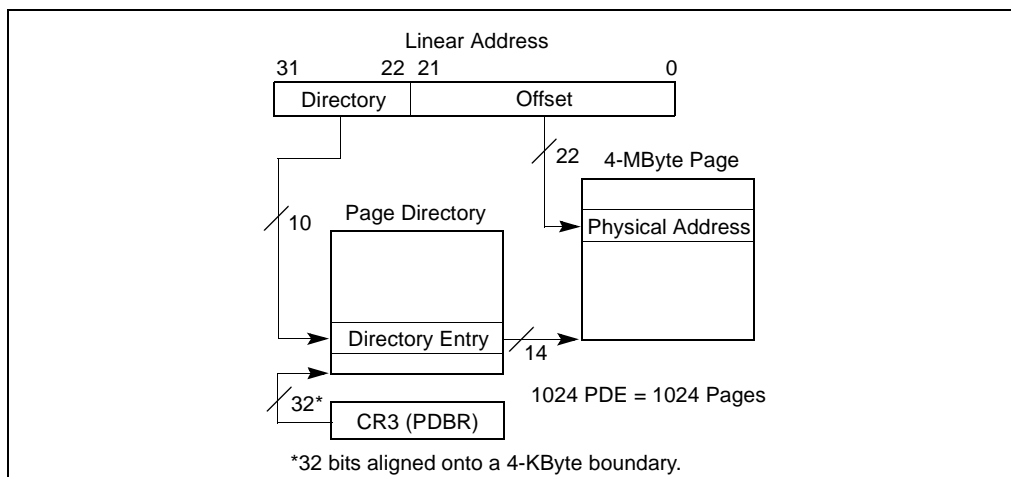 Linear Address
31 22 21 0
Directory Offset
22
4-MByte Page
10
Page Directory
Physical Address
Directory Entry
14
32*
1024 PDE = 1024 Pages
CR3 (PDBR)
*32 bits aligned onto a 4-KByte boundary.